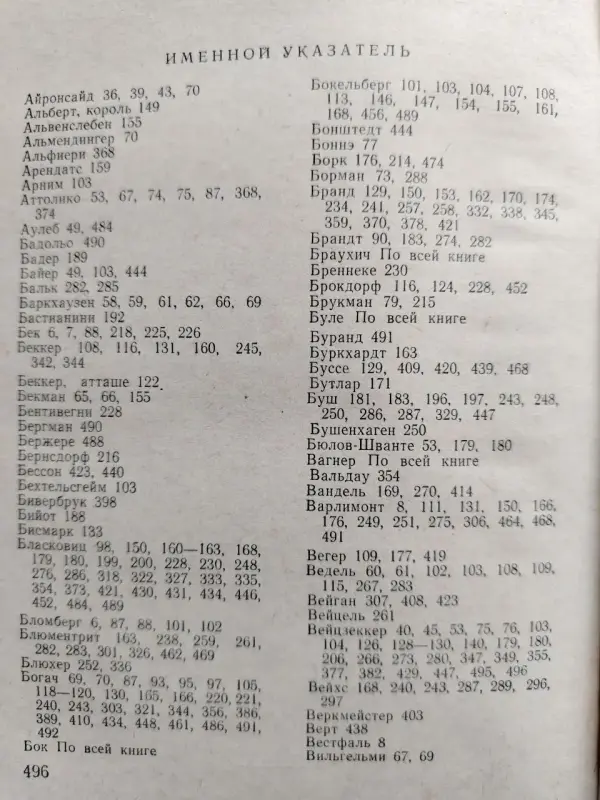 ИМЕННОЙ УКАЗАТЕЛЬ
Айронсайд 36, 39, 43, 70
Альберт, король 149
Альвенслебен 155
Альмендингер 70
Альфиери 368
Арендатс 159
Арним 103
Аттолико 53, 67, 74, 75, 87, 368,
374
Аулеб 49, 484
Бадольо 490
Бадер 189
Байер 49, 103, 444
Бальк 282, 285
Баркхаузен 58, 59, 61, 62, 66, 69
Бастианини 192
Бек 6, 7, 88, 218, 225, 226
Беккер 108, 116, 131, 160, 245,
342, 344
Беккер, атташе 122
Бекман 65, 66, 155
Бентивегни 228
Бергман 490
Бержере 488
Бернсдорф 216
Бессон 423, 440
Бехтельсгейм 103
Бивербрук 398
Бийот 188
Бисмарк 133
Бласковиц 98, 150, 160—163, 168,
179, 180, 199, 200, 228, 230, 248,
276, 286, 318, 322, 327, 333, 335,
354, 373, 421, 430, 431, 434, 446,
452, 484, 489
Бломберг 6, 87, 88, 101, 102
Блюментрит 163, 238, 259, 261,
282, 283, 301, 326, 462, 469
Блюхер 252, 336
Богач 69, 70, 87, 93, 95, 97, 105,
118—120, 130, 165, 166, 220, 221,
240, 243, 303, 321, 344, 356, 386,
389, 410, 434, 448, 461, 486, 491,
492
Бок По всей книге
496
Бокельберг 101, 103, 104, 107, 108,
113, 146, 147, 154, 155, 161,
168, 456, 489
Бонштедт 444
Боннэ 77
Борк 176, 214, 474
Борман 73, 288
Бранд 129, 150, 153, 162, 170, 174,
234, 241, 257, 258, 332, 338, 345,
359, 370, 378, 421
Брандт 90, 183, 274, 282
Браухич По всей книге
Бреннеке 230
Брокдорф 116, 124, 228, 452
Брукман 79, 215
Буле По всей книге
Буранд 491
Буркхардт 163
Буссе 129, 409, 420, 439, 468
Бутлар 171
Буш 181, 183, 196, 197, 243, 248,
250, 286, 287, 329, 447
Бушенхаген 250
Бюлов-Шванте 53, 179, 180
Вагнер По всей книге
Вальдау 354
Вандель 169, 270, 414
Варлимонт 8, 111, 131, 150, 166,
176, 249, 251, 275, 306, 464, 468,
491
Вегер 109, 177, 419
Ведель 60, 61, 102, 103, 108, 109,
115, 267, 283
Вейган 307, 408, 423
Вейцель 261
Вейцзеккер 40, 45, 53, 75, 76, 103,
104, 126, 128—130, 140, 179, 180,
206, 266, 273, 280, 347, 349, 355,
377, 382, 429, 447, 495, 496
Вейхс 168, 240, 243, 287, 289, 296,
297
Веркмейстер 403
Верт 438
Вестфаль 8
Вильгельми 67, 69